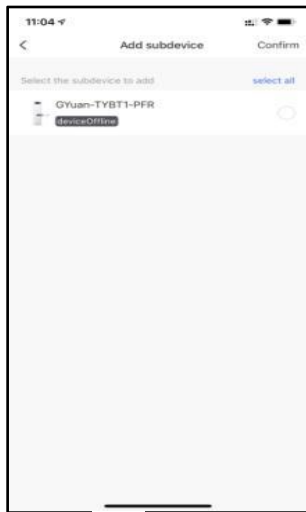 11:04
Add subdevice
Confirm
Select the subdevice to add
select all
GYuan-TYBT1-PFR
deviceOffline